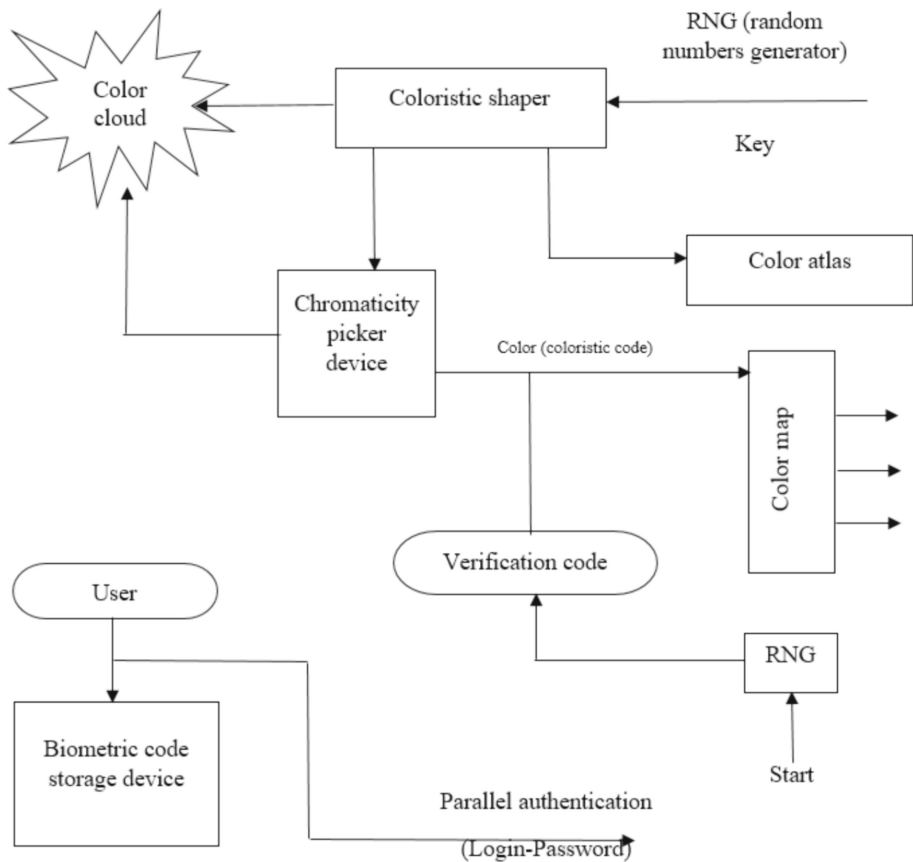 RNG (random
numbers generator)
Color
cloud
Coloristic shaper
Key
Color atlas
Chromaticity
picker
device
Color (coloristic code)
Color map
Verification code
User
RNG
Biometric code
storage device
Start
Parallel authentication
(Login-Password)